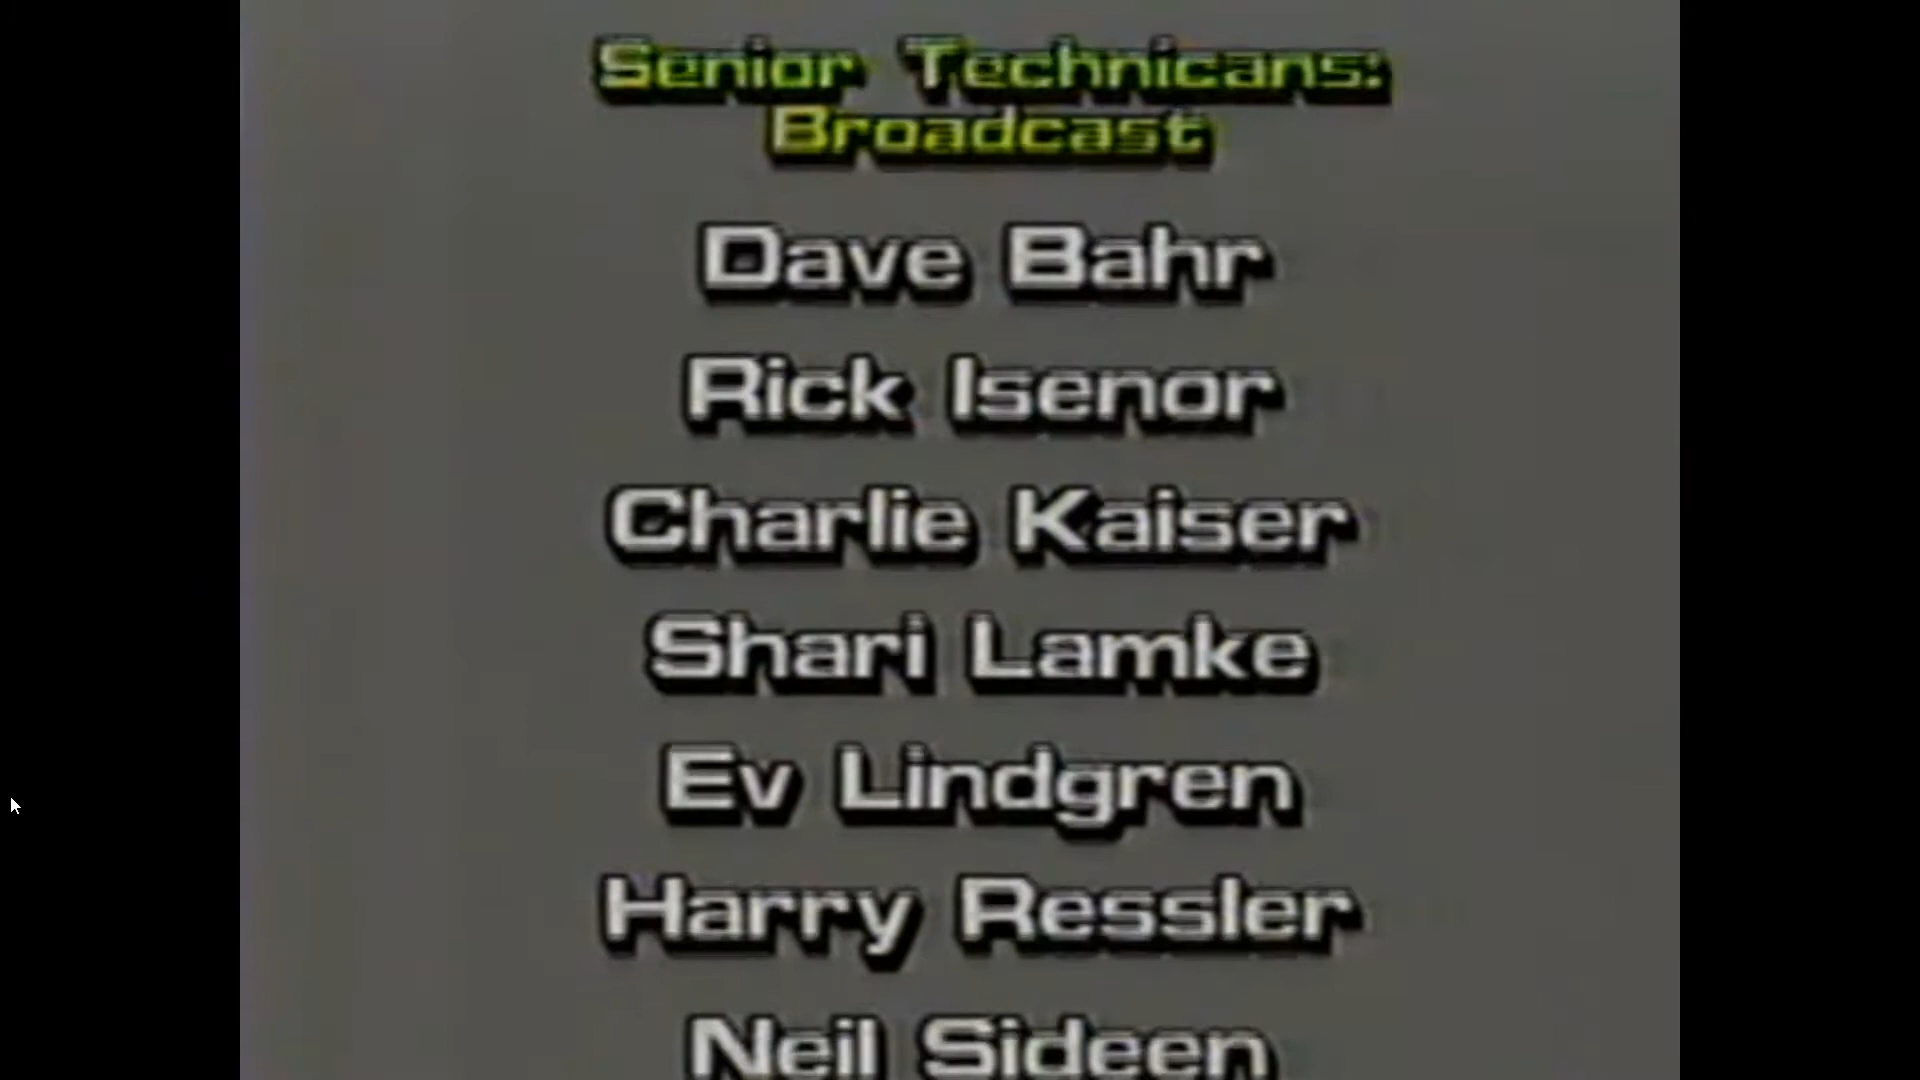 Senior Technicans:
Broadcast
Dave Bahr
Rick Isenor
Charlie Kaiser
Shari Lamke
Ev Lindgren
Harry Ressler
Neil Sideen